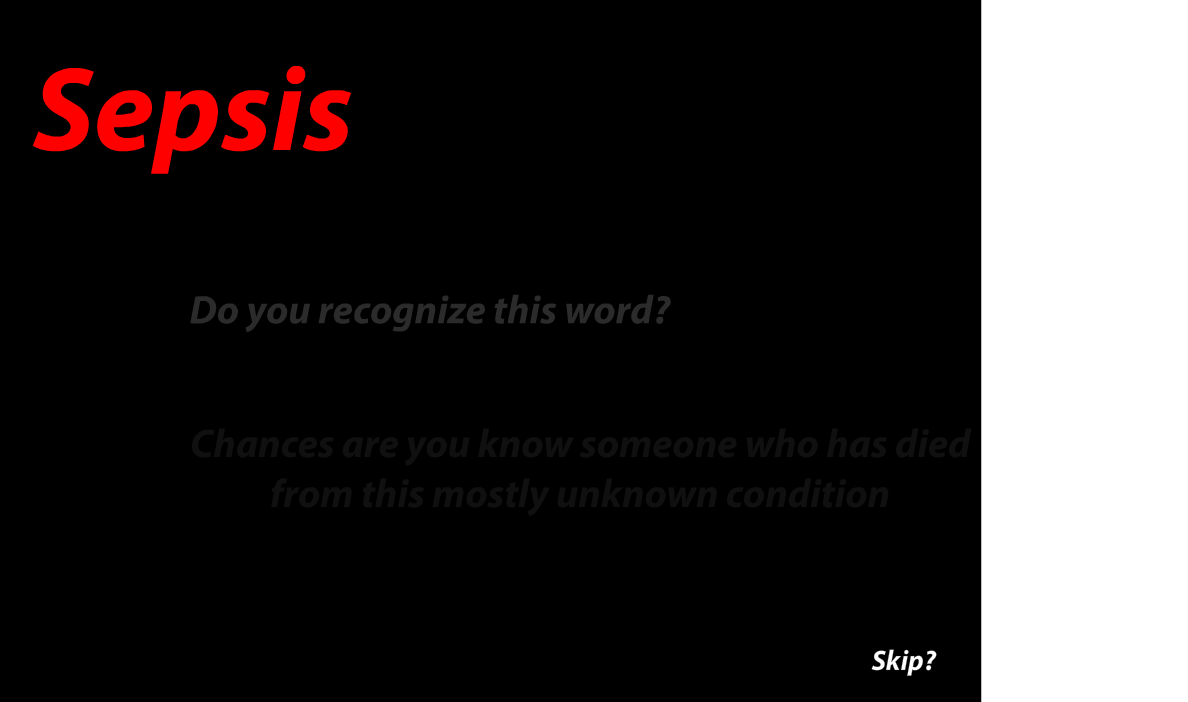 Sepsis
Do you recognize this word?
Chances are you know someone who has died
from this mostly unknown condition
Skip?